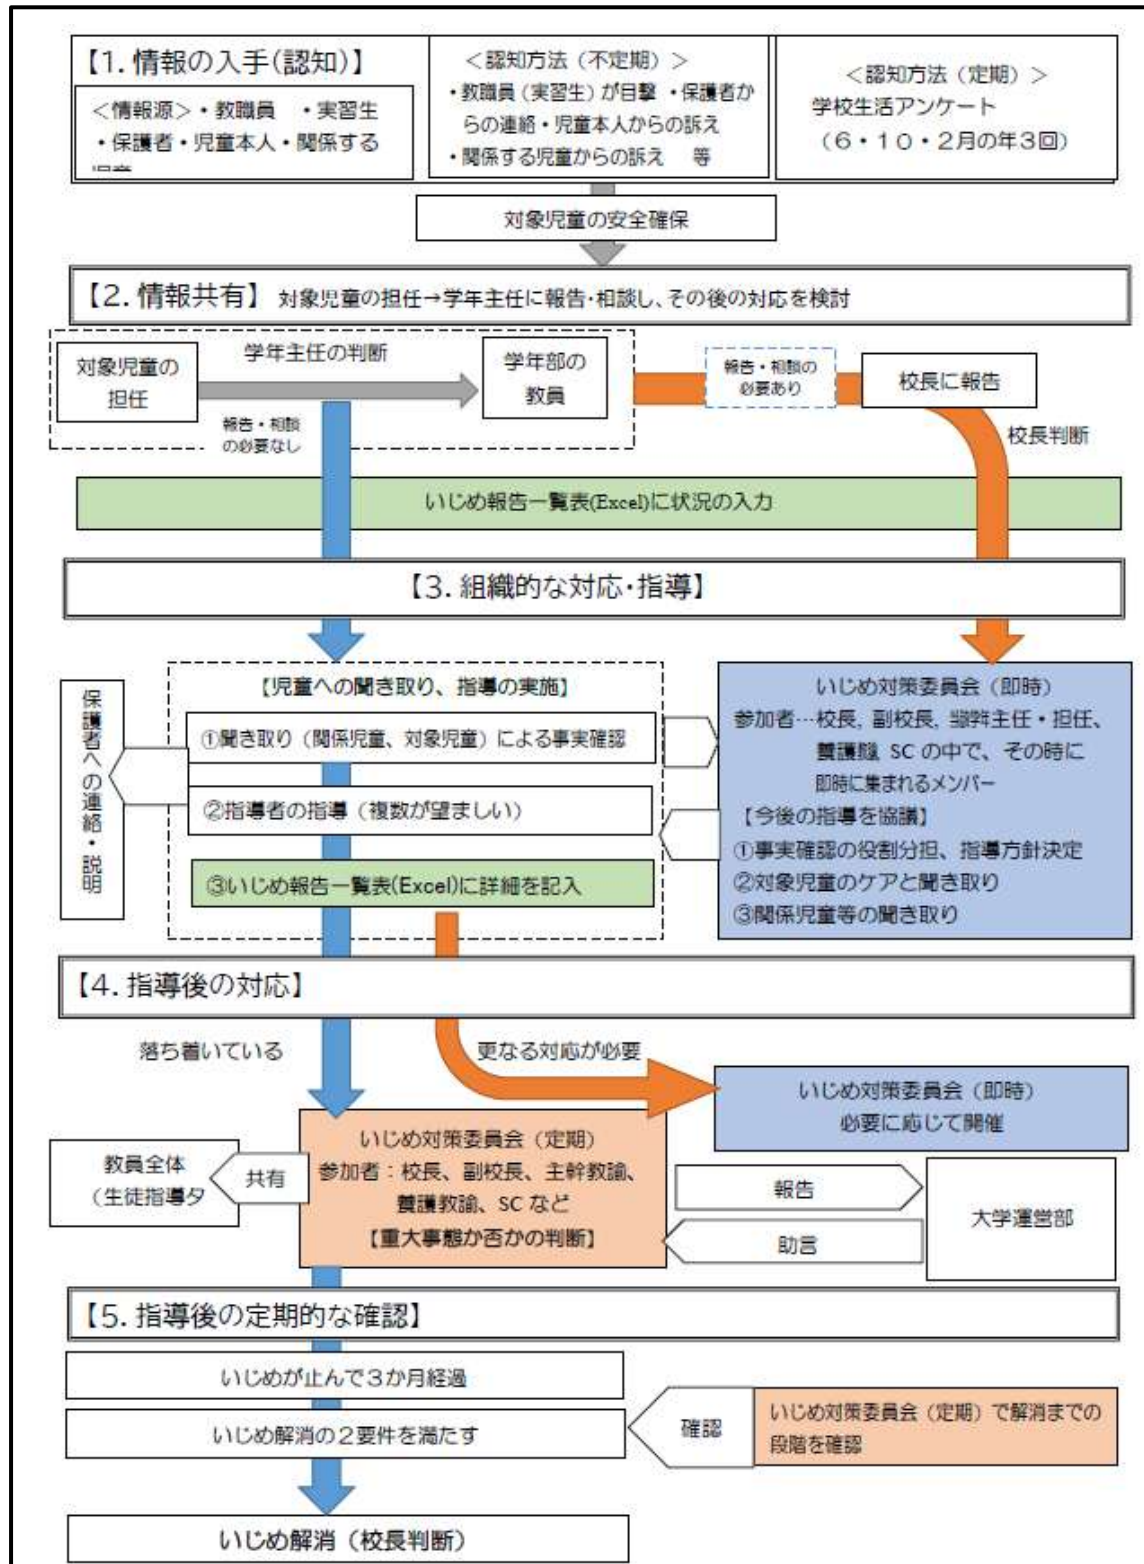 【1. 情報の入手(認知)】
＜情報源＞・教職員　・実習生
・保護者・児童本人・関係する
＜認知方法（不定期）＞
・教職員（実習生）が目撃 ・保護者か
らの連絡・児童本人からの訴え
・関係する児童からの訴え　等
＜認知方法（定期）＞
学校生活アンケート
（６・１０・２月の年３回）
対象児童の安全確保
【2. 情報共有】 対象児童の担任→学年主任に報告・相談し、その後の対応を検討
対象児童の
担任
学年主任の判断
報告・相談
の必要なし
学年部の
教員
報告・相談の
必要あり
校長に報告
校長判断
いじめ報告一覧表(Excel)に状況の入力
【3. 組織的な対応・指導】
保護者への連絡・説明
【児童への聞き取り、指導の実施】
①聞き取り（関係児童、対象児童）による事実確認
②指導者の指導（複数が望ましい）
③いじめ報告一覧表(Excel)に詳細を記入
いじめ対策委員会（即時）
参加者…校長, 副校長, 主任・担任、
SC の中で、その時に
即時に集まれるメンバー
【今後の指導を協議】
①事実確認の役割分担、指導方針決定
②対象児童のケアと聞き取り
③関係児童等の聞き取り
【4. 指導後の対応】
落ち着いている
更なる対応が必要
いじめ対策委員会（即時）
必要に応じて開催
教員全体
（生徒指導タ
共有
いじめ対策委員会（定期）
参加者：校長、副校長、主幹教諭、
養護教諭、SC など
【重大事態か否かの判断】
報告
助言
大学運営部
【5. 指導後の定期的な確認】
いじめが止んで３か月経過
いじめ解消の２要件を満たす
確認
いじめ対策委員会（定期）で解消までの
段階を確認
いじめ解消（校長判断）